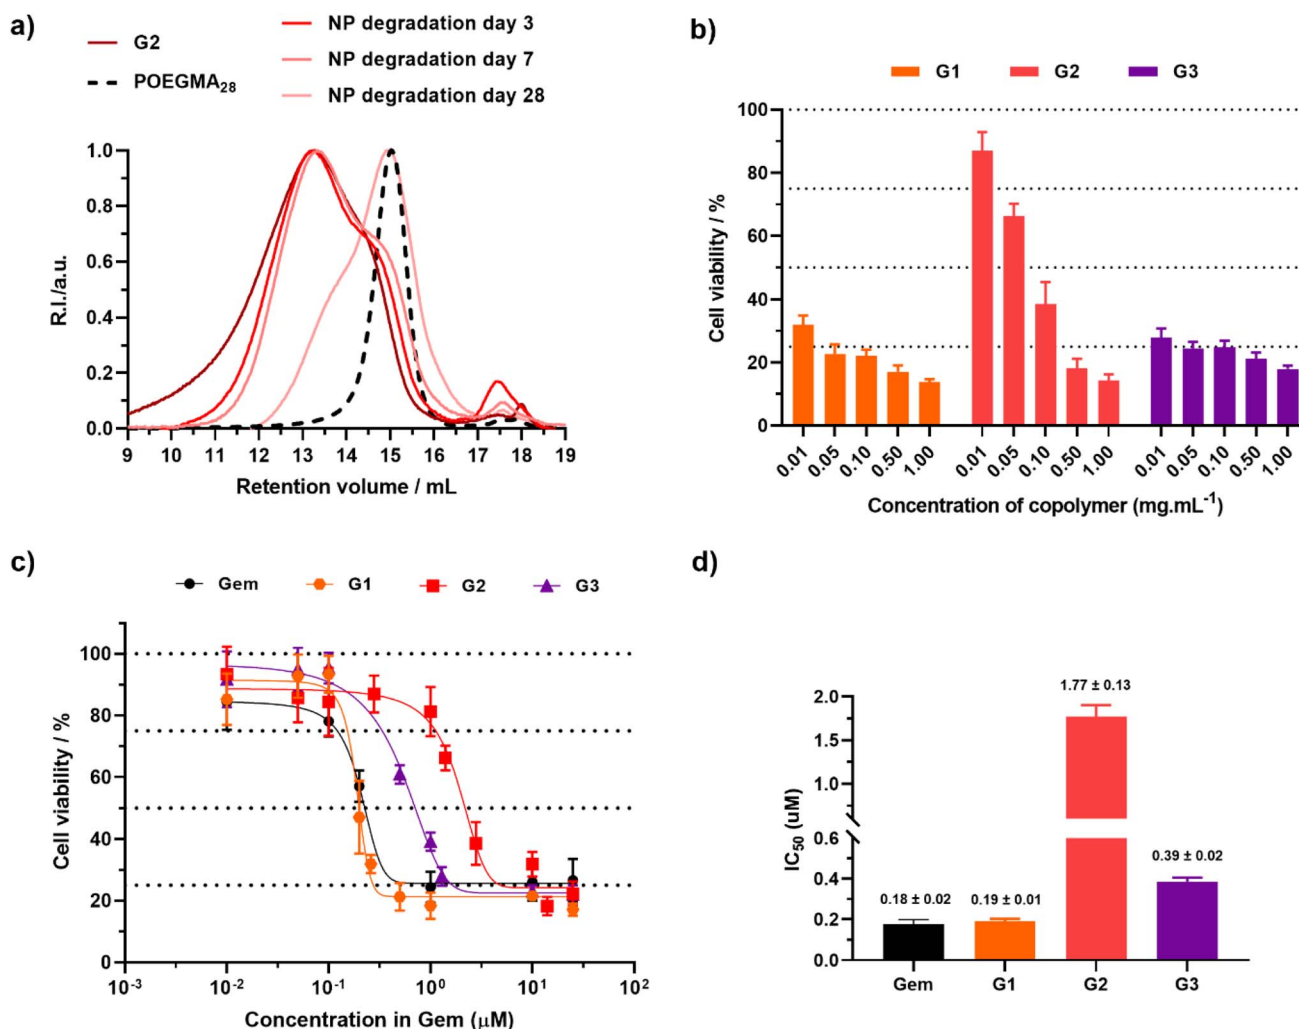 a)
G2
POEGMA₂₈
NP degradation day 3
NP degradation day 7
NP degradation day 28
R.I./a.u.
1.0
0.8
0.6
0.4
0.2
0.0
9 10 11 12 13 14 15 16 17 18 19
Retention volume / mL
b)
G1 G2 G3
Cell viability / %
100
80
60
40
20
0
0.01 0.05 0.10 0.50 1.00 0.01 0.05 0.10 0.50 1.00 0.01 0.05 0.10 0.50 1.00
Concentration of copolymer (mg.mL⁻¹)
c)
Gem G1 G2 G3
Cell viability / %
100
80
60
40
20
0
10⁻³ 10⁻² 10⁻¹ 10⁰ 10¹ 10²
Concentration in Gem (μM)
d)
IC₅₀ (uM)
2.0
1.5
1.0
0.6
0.4
0.2
0.0
1.77 ± 0.13
0.39 ± 0.02
0.18 ± 0.02 0.19 ± 0.01
Gem G1 G2 G3